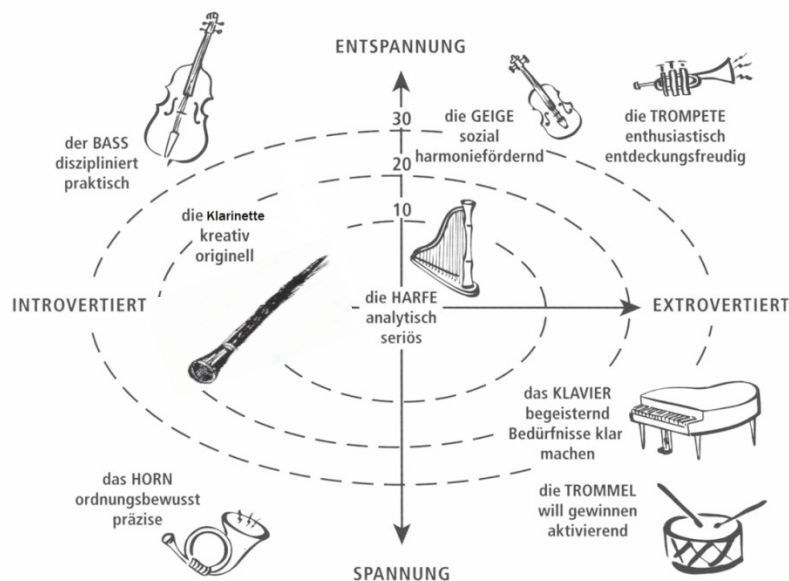 ENTSPANNUNG
der BASS
diszipliniert
praktisch
30
die GEIGE
sozial
harmoniefördernd
die TROMPETE
enthusiastisch
entdeckungsfreudig
20
10
die Klarinette
kreativ
originell
INTROVERTIERT
die HARFE
analytisch
seriös
EXTROVERTIERT
das KLAVIER
begeisternd
Bedürfnisse klar
machen
das HORN
ordnungsbewusst
präzise
die TROMMEL
will gewinnen
aktivierend
SPANNUNG